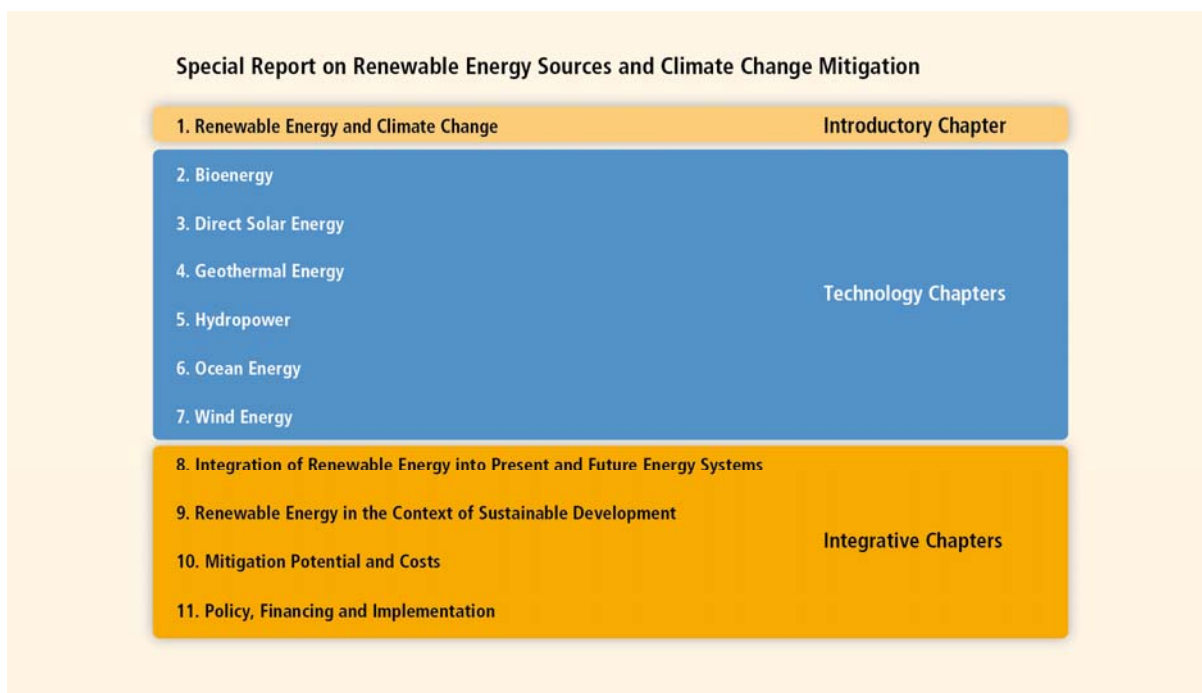 Special Report on Renewable Energy Sources and Climate Change Mitigation
1. Renewable Energy and Climate Change Introductory Chapter
2. Bioenergy
3. Direct Solar Energy
4. Geothermal Energy
Technology Chapters
5. Hydropower
6. Ocean Energy
7. Wind Energy
8. Integration of Renewable Energy into Present and Future Energy Systems
9. Renewable Energy in the Context of Sustainable Development
Integrative Chapters
10. Mitigation Potential and Costs
11. Policy, Financing and Implementation